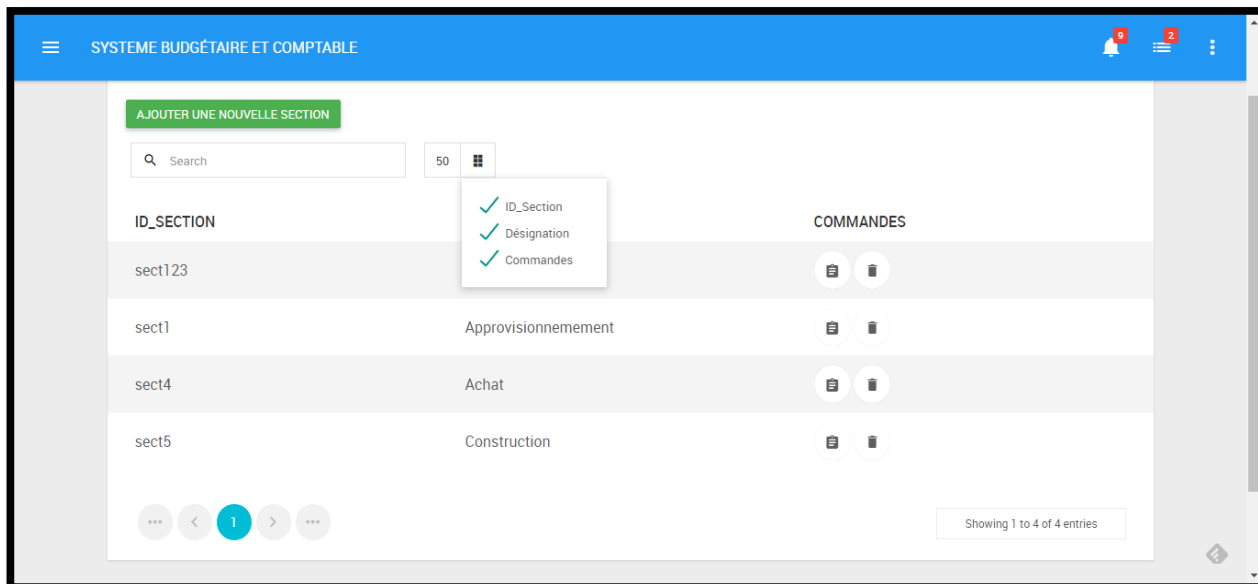 SYSTEME BUDGÉTAIRE ET COMPTABLE
9
2
AJOUTER UNE NOUVELLE SECTION
Search
50
ID_Section
Désignation
Commandes
ID_SECTION
COMMANDES
sect123
sect1 Approvisionnemement
sect4 Achat
sect5 Construction
1
Showing 1 to 4 of 4 entries